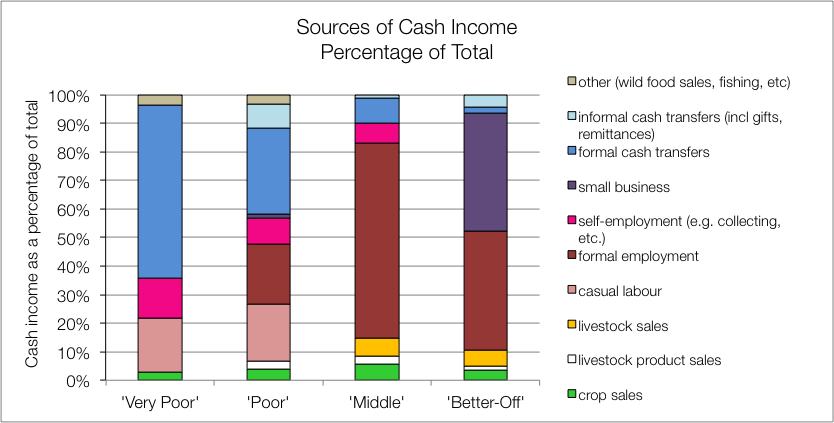 Sources of Cash Income
Percentage of Total
Cash income as a percentage of total
100%
90%
80%
70%
60%
50%
40%
30%
20%
10%
0%
'Very Poor'
'Poor'
'Middle'
'Better-Off'
other (wild food sales, fishing, etc)
informal cash transfers (incl gifts,
remittances)
formal cash transfers
small business
self-employment (e.g. collecting,
etc.)
formal employment
casual labour
livestock sales
livestock product sales
crop sales